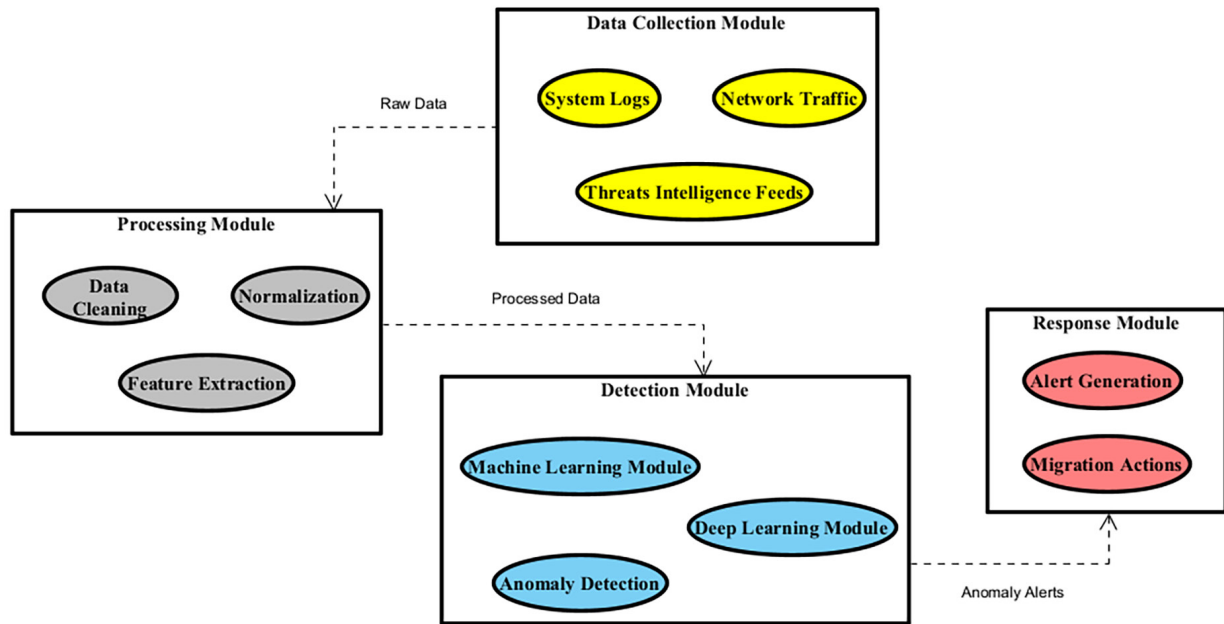 Data Collection Module
System Logs
Network Traffic
Threats Intelligence Feeds
Raw Data
Processing Module
Data
Cleaning
Normalization
Feature Extraction
Processed Data
Detection Module
Machine Learning Module
Deep Learning Module
Anomaly Detection
Response Module
Alert Generation
Migration Actions
Anomaly Alerts